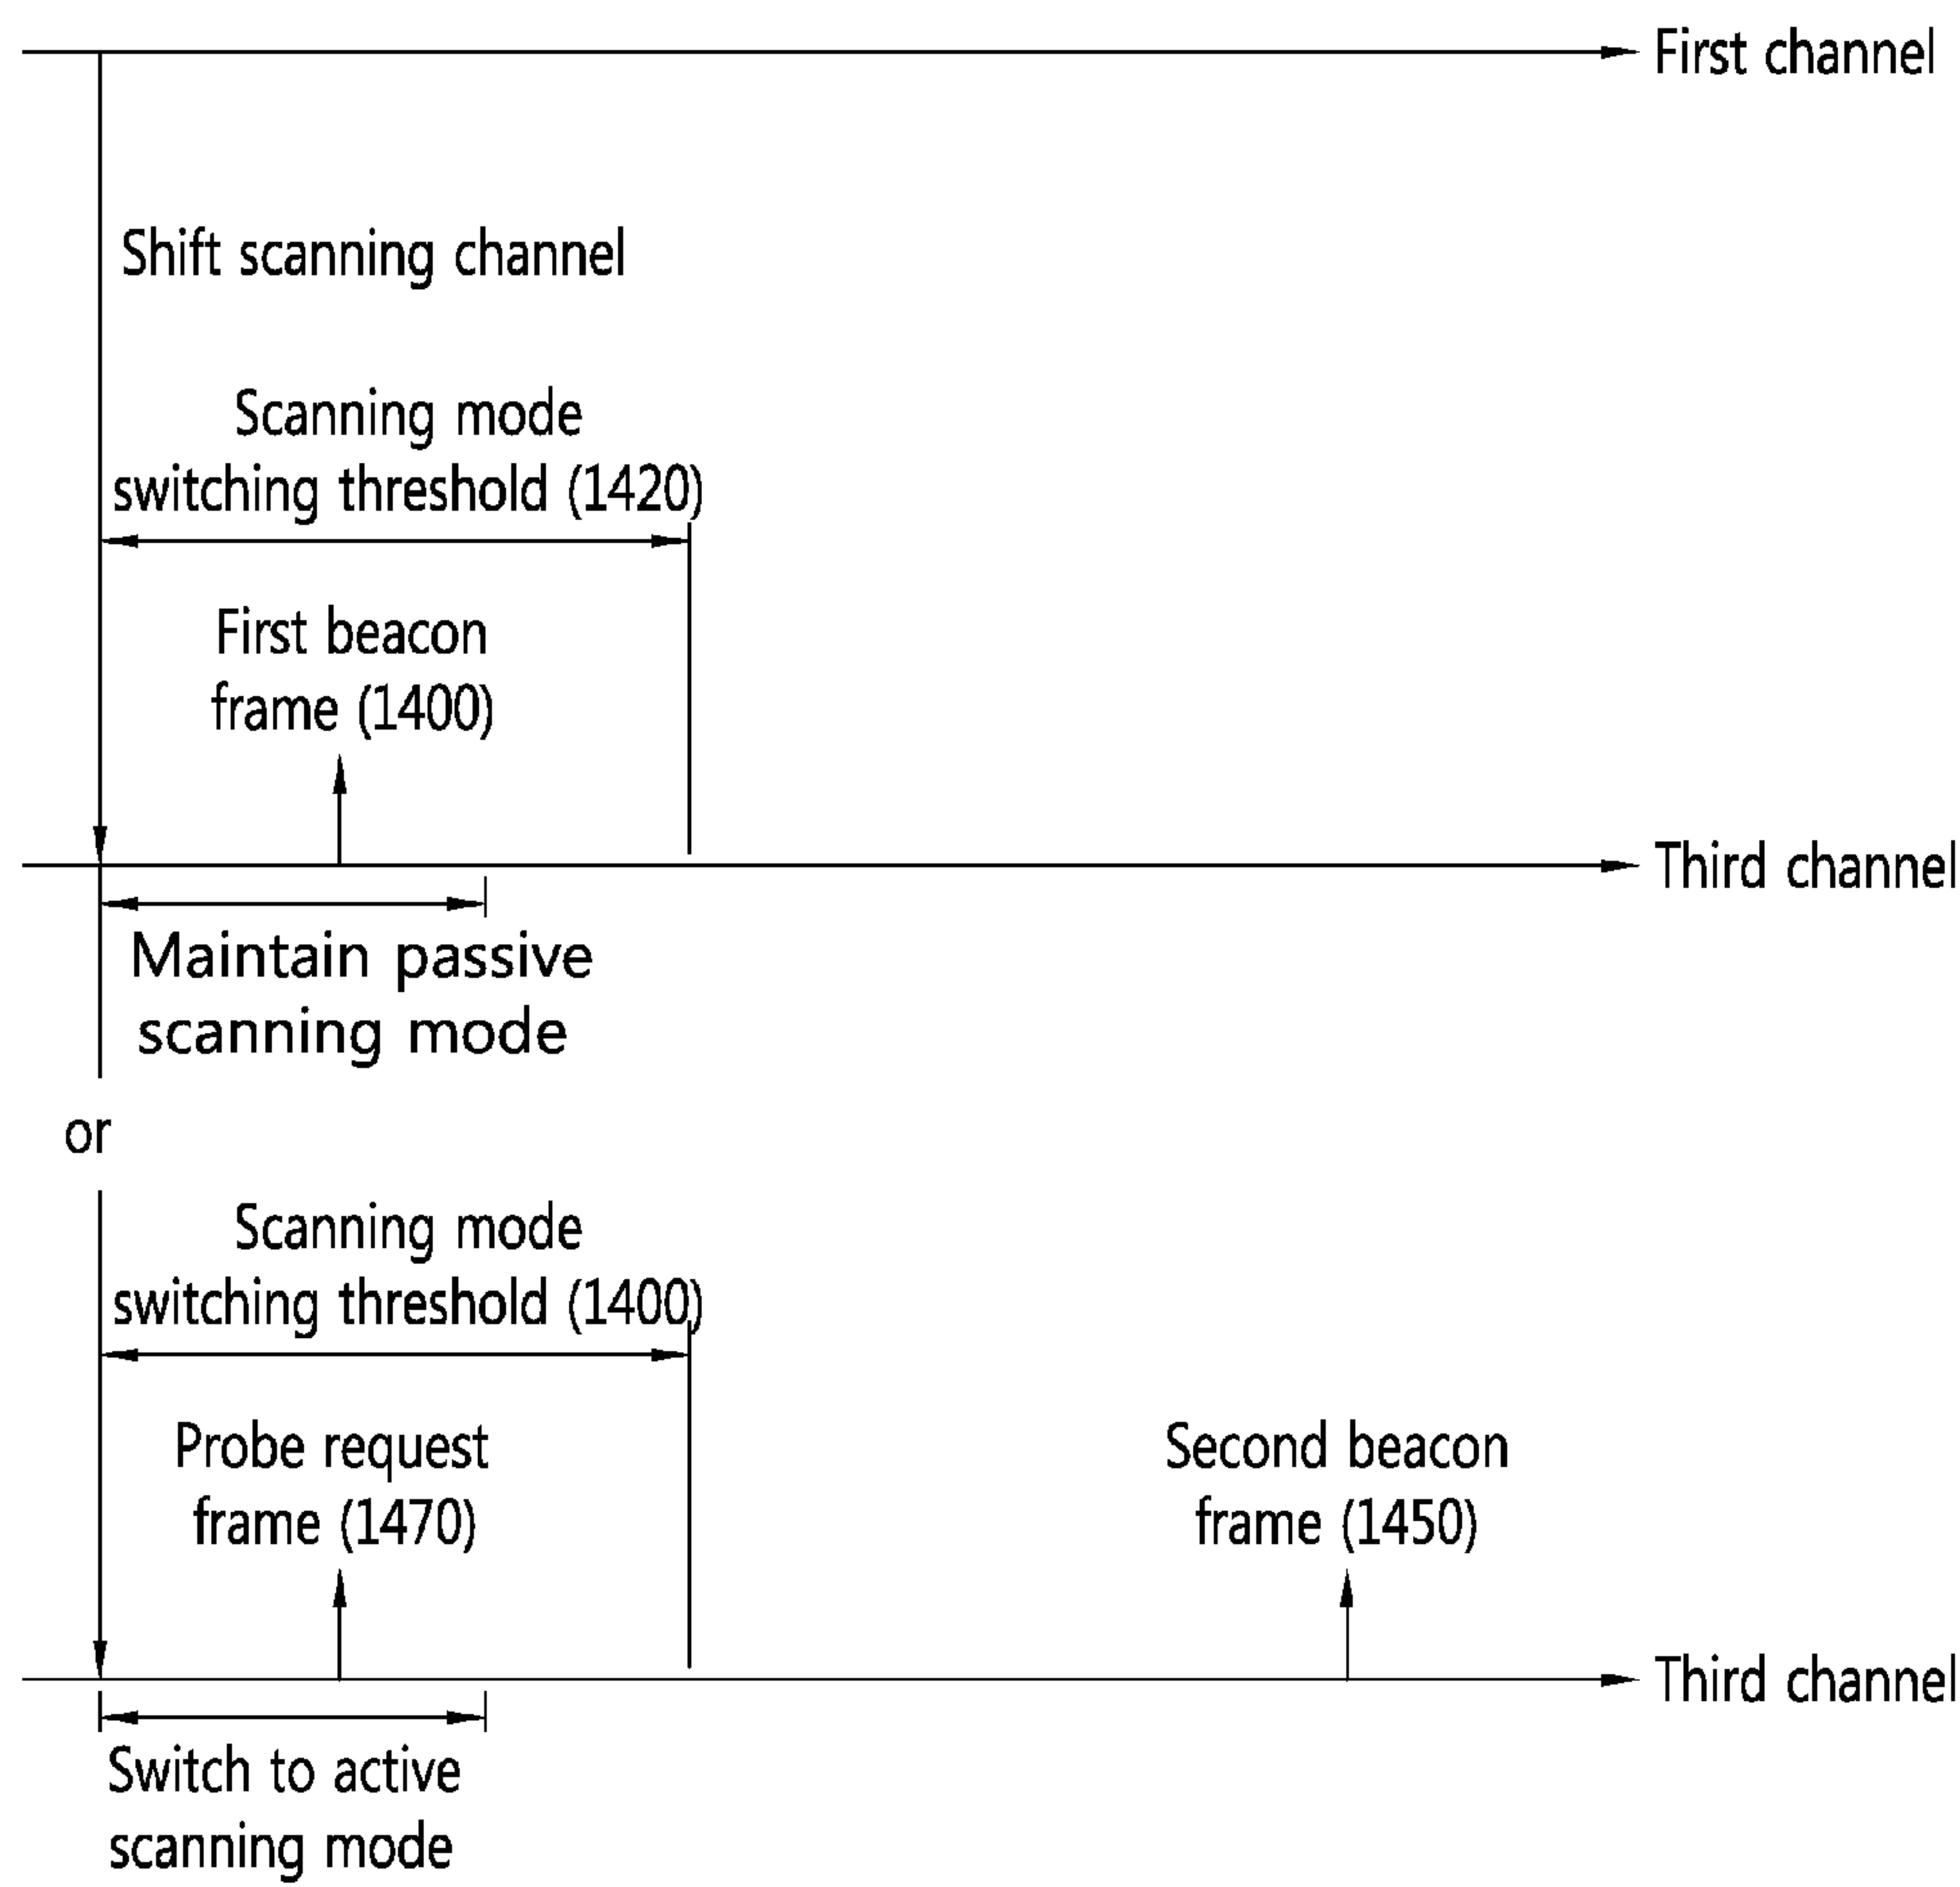 First channel
Shift scanning channel
Scanning mode
switching threshold (1420)
First beacon
frame (1400)
Third channel
Maintain passive
scanning mode
or
Scanning mode
switching threshold (1400)
Probe request
frame (1470)
Second beacon
frame (1450)
Third channel
Switch to active
scanning mode